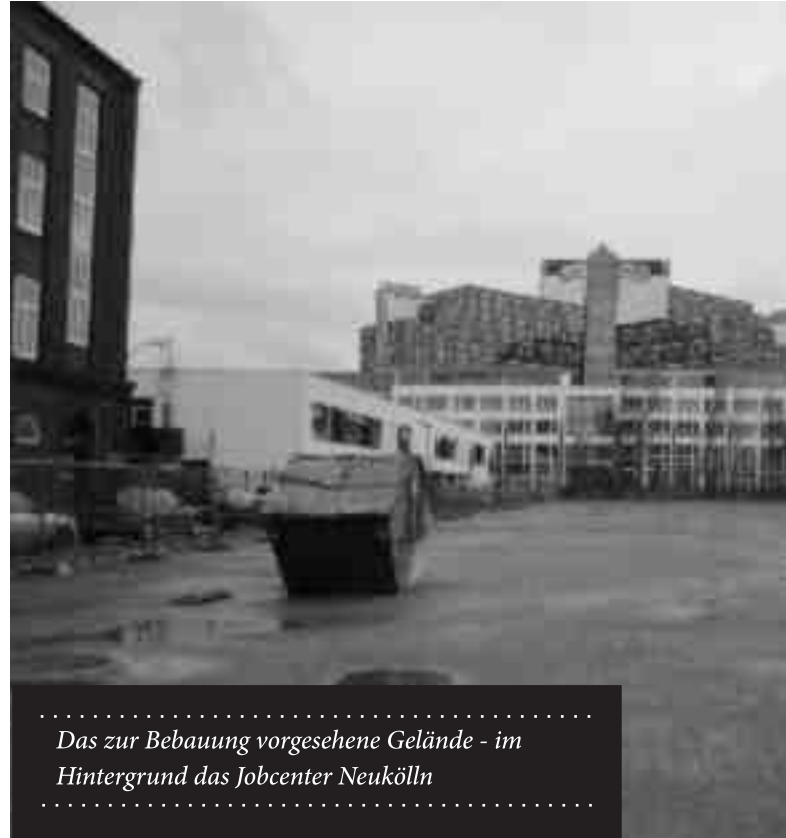 Das zur Bebauung vorgesehene Gelände - im
Hintergrund das Jobcenter Neukölln